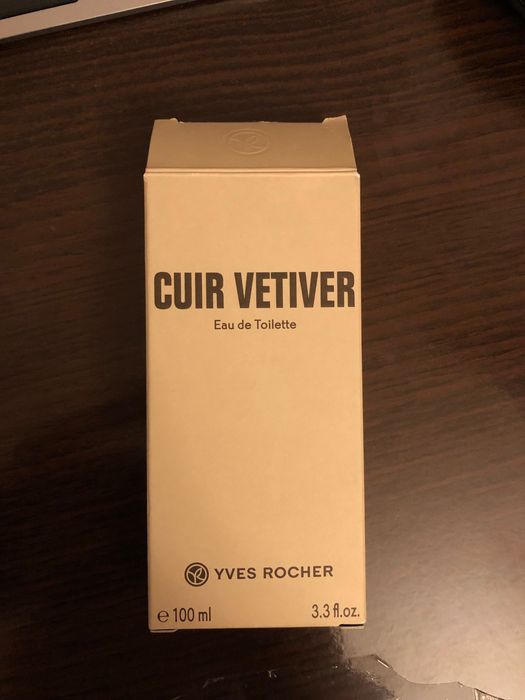 CUIR VETIVER
Eau de Toilette
YVES ROCHER
℮ 100 ml 3.3 fl.oz.